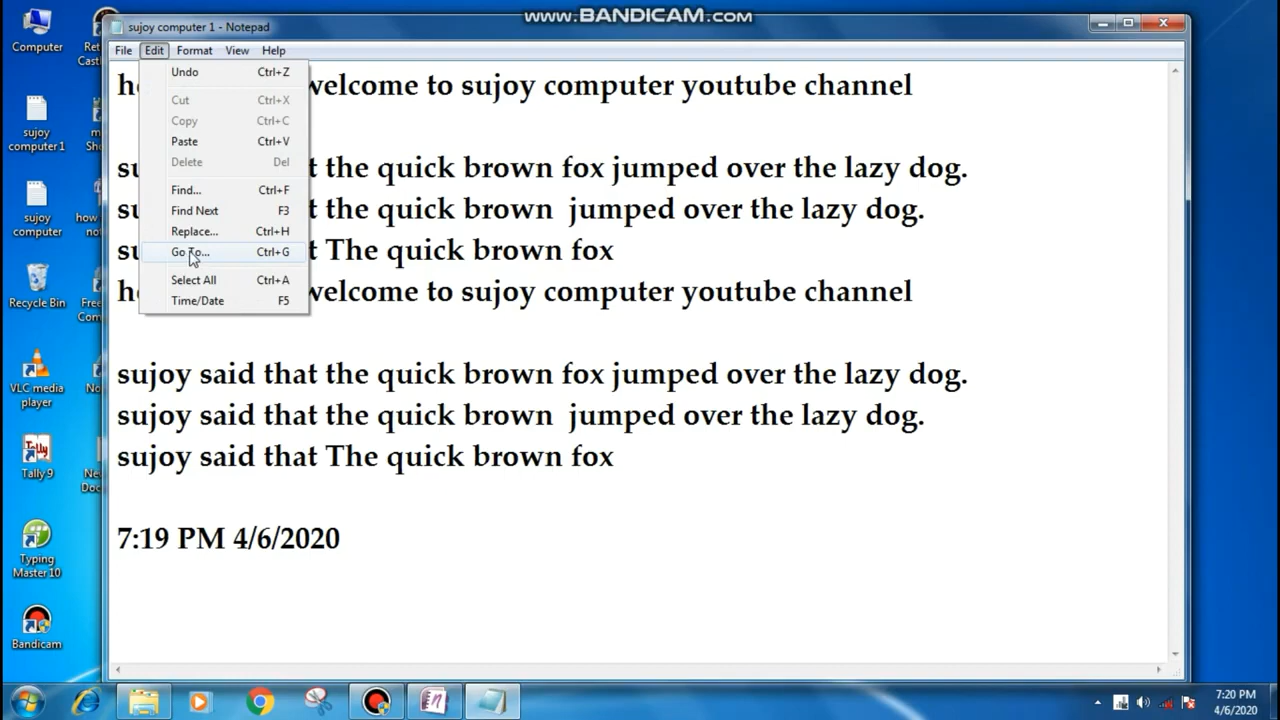 www.BANDICAM.com
sujoy computer 1 - Notepad
File Edit Format View Help
Undo Ctrl+Z
Cut Ctrl+X
Copy Ctrl+C
Paste Ctrl+V
Delete Del
Find... Ctrl+F
Find Next F3
Replace... Ctrl+H
Go To... Ctrl+G
Select All Ctrl+A
Time/Date F5
welcome to sujoy computer youtube channel
the quick brown fox jumped over the lazy dog.
the quick brown  jumped over the lazy dog.
The quick brown fox
welcome to sujoy computer youtube channel
sujoy said that the quick brown fox jumped over the lazy dog.
sujoy said that the quick brown  jumped over the lazy dog.
sujoy said that The quick brown fox
7:19 PM 4/6/2020
Computer
sujoy
computer 1
sujoy
computer
Recycle Bin
VLC media
player
Tally
Tally 9
Typing
Master 10
Bandicam
7:20 PM
4/6/2020